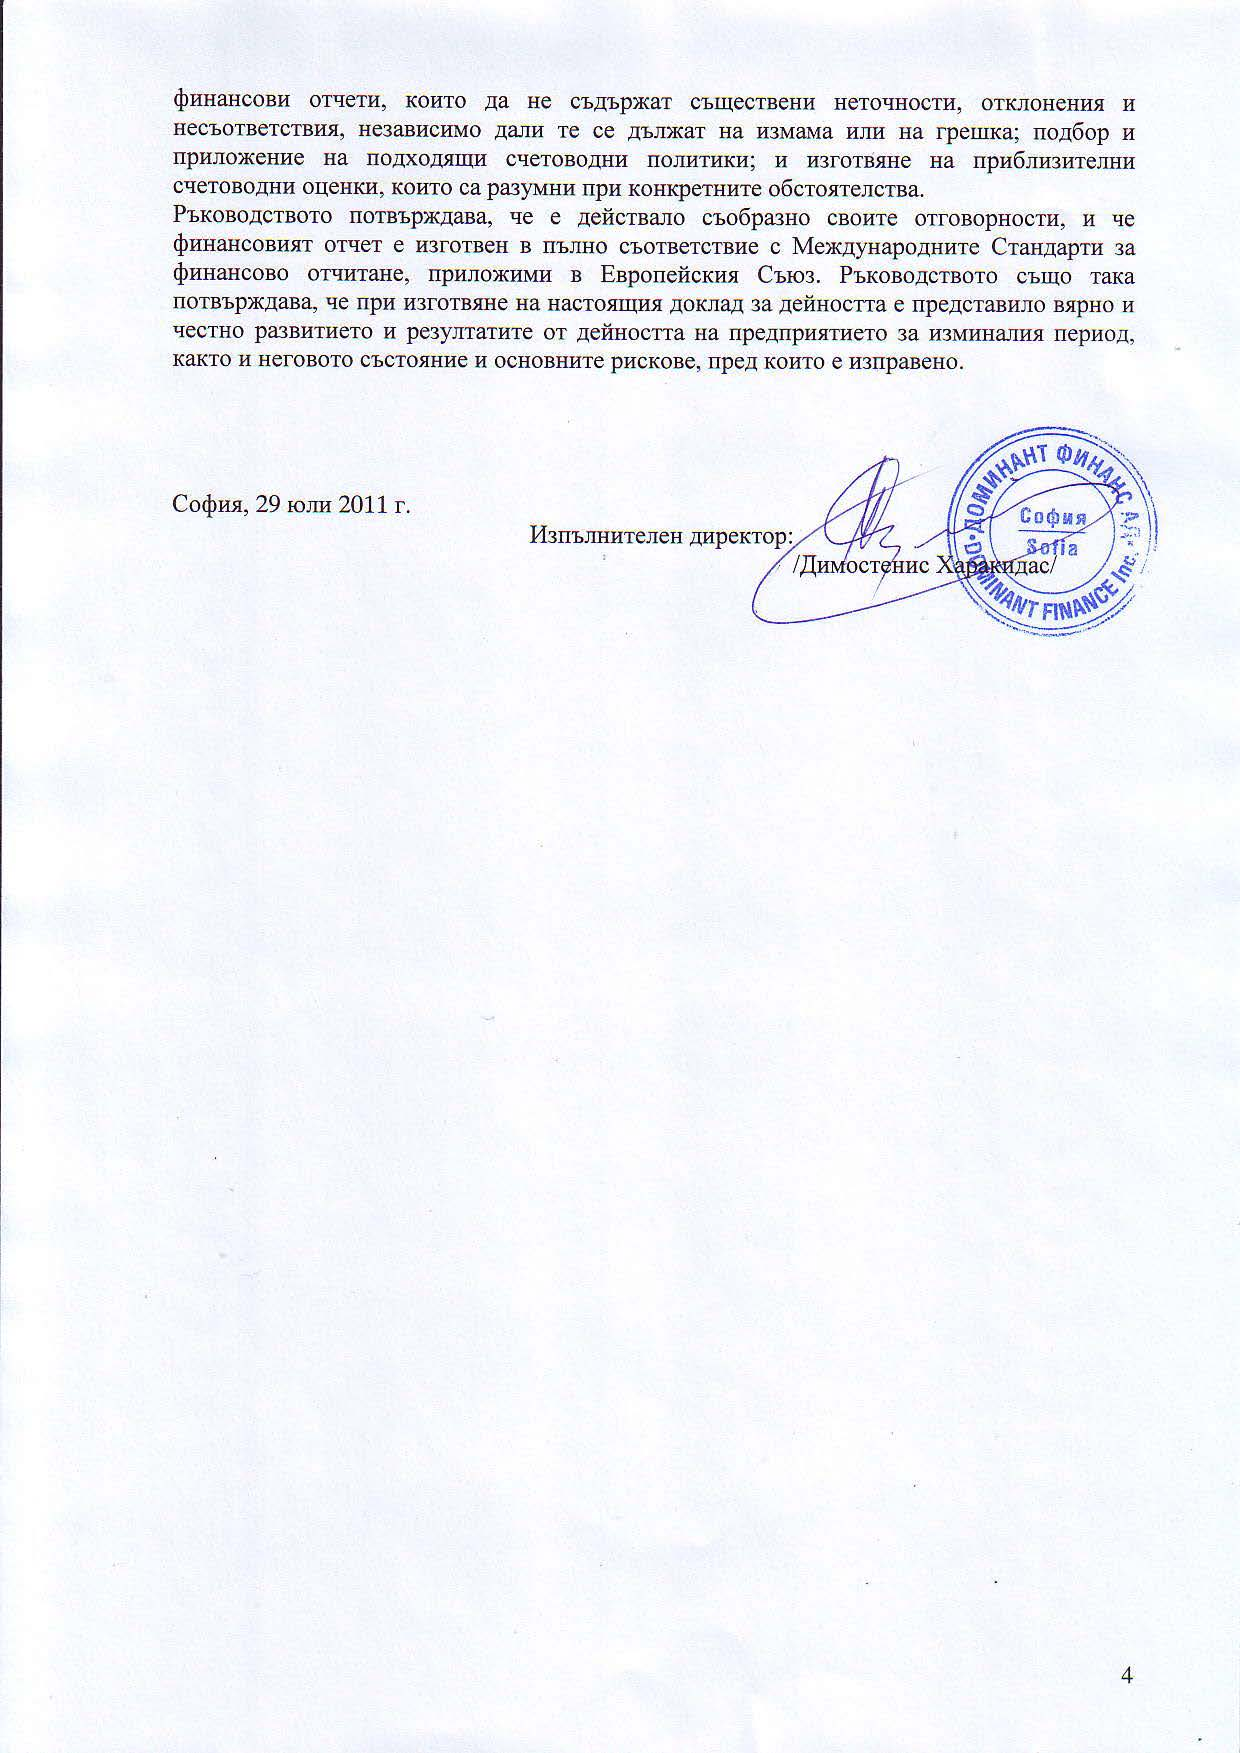 финансови отчети, които да не съдържат съществени неточности, отклонения и
несъответствия, независимо дали те се дължат на измама или на грешка; подбор и
приложение на подходящи счетоводни политики; и изготвяне на приблизителни
счетоводни оценки, които са разумни при конкретните обстоятелства.
Ръководството потвърждава, че е действало съобразно своите отговорности, и че
финансовият отчет е изготвен в пълно съответствие с Международните Стандарти за
финансово отчитане, приложими в Европейския Съюз. Ръководството също така
потвърждава, че при изготвяне на настоящия доклад за дейността е представило вярно и
честно развитието и резултатите от дейността на предприятието за изминалия период,
както и неговото състояние и основните рискове, пред които е изправено.
София, 29 юли 2011 г.
Изпълнителен директор:
/Димостенис Харакидас/
ДОМИНАНТ ФИНАНС АД
София
Sofia
DOMINANT FINANCE Inc.
4